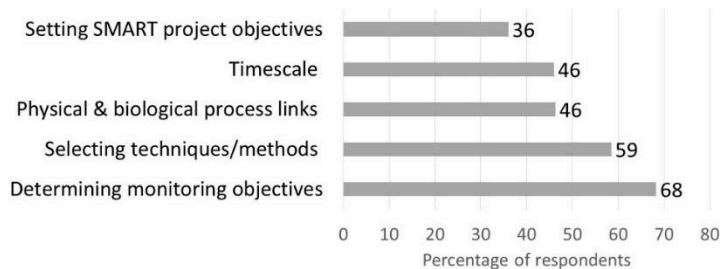 Setting SMART project objectives 36
Timescale 46
Physical & biological process links 46
Selecting techniques/methods 59
Determining monitoring objectives 68
0 10 20 30 40 50 60 70 80
Percentage of respondents